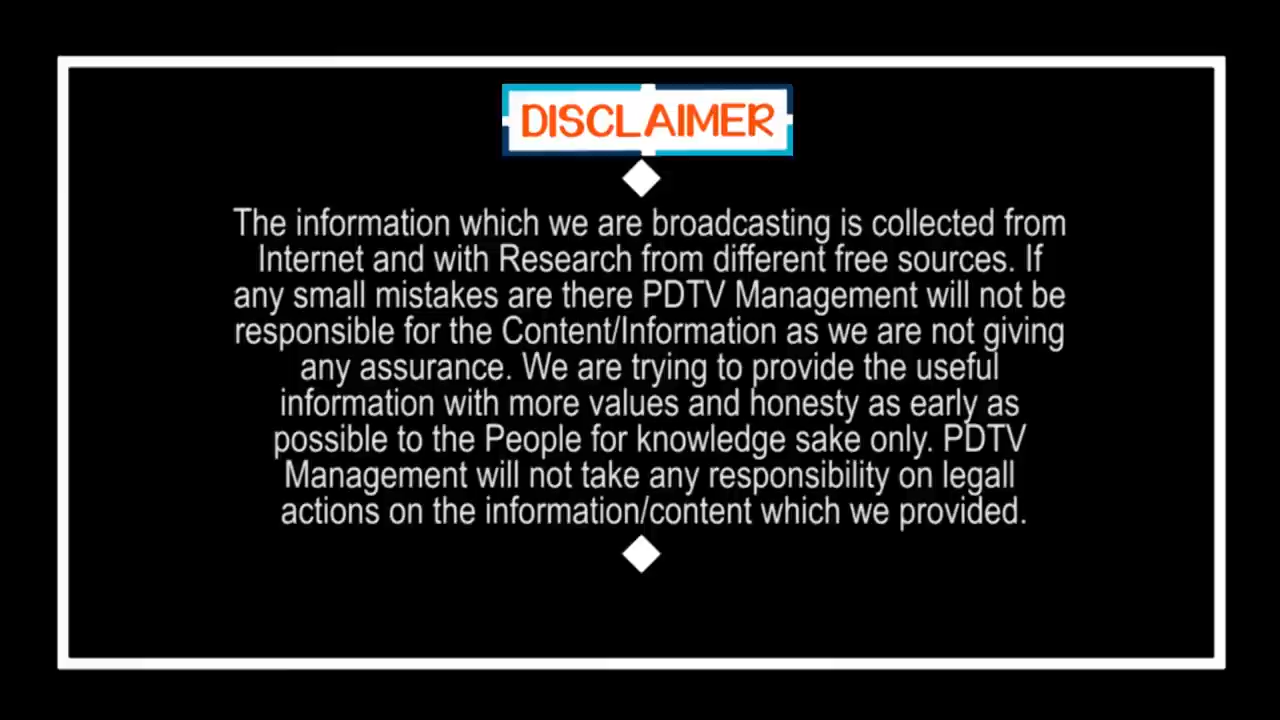 DISCLAIMER
The information which we are broadcasting is collected from
Internet and with Research from different free sources. If
any small mistakes are there PDTV Management will not be
responsible for the Content/Information as we are not giving
any assurance. We are trying to provide the useful
information with more values and honesty as early as
possible to the People for knowledge sake only. PDTV
Management will not take any responsibility on legall
actions on the information/content which we provided.